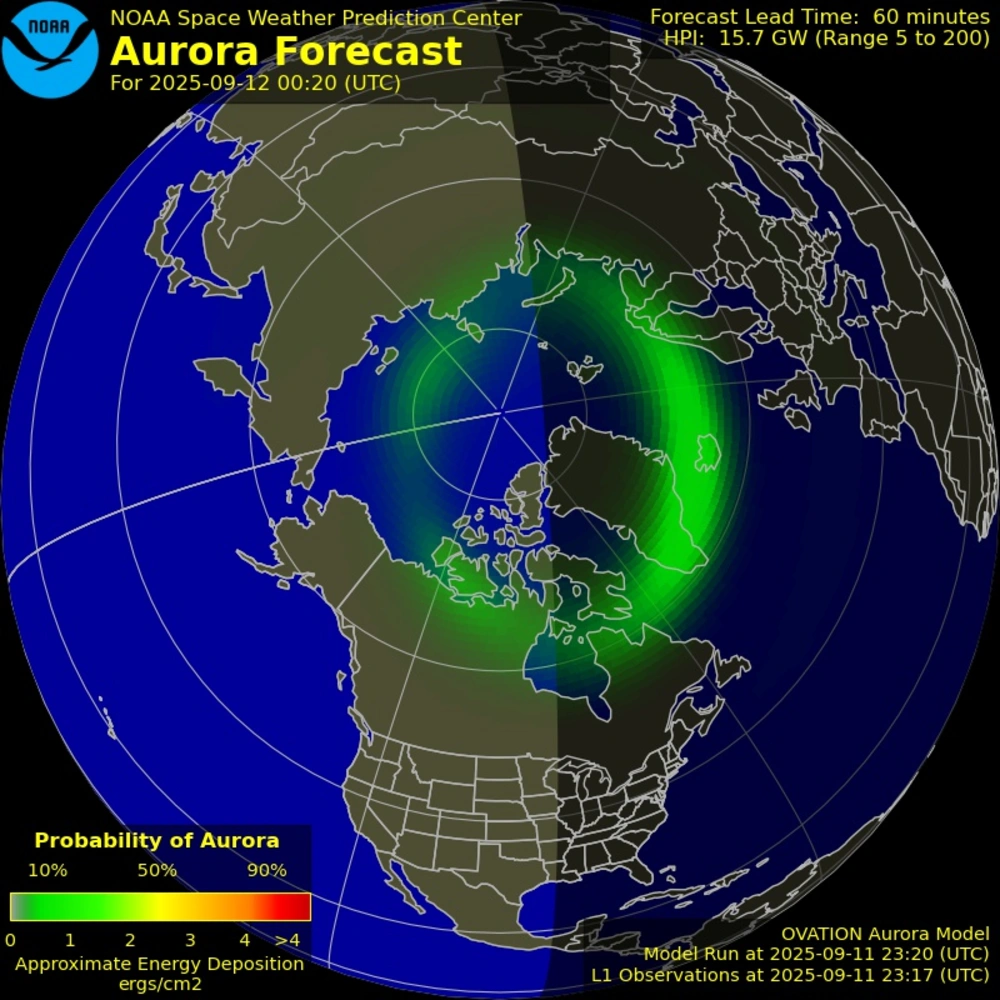 NOAA
NOAA Space Weather Prediction Center
Aurora Forecast
For 2025-09-12 00:20 (UTC)
Forecast Lead Time: 60 minutes
HPI: 15.7 GW (Range 5 to 200)
Probability of Aurora
10% 50% 90%
0 1 2 3 4 >4
Approximate Energy Deposition
ergs/cm2
OVATION Aurora Model
Model Run at 2025-09-11 23:20 (UTC)
L1 Observations at 2025-09-11 23:17 (UTC)